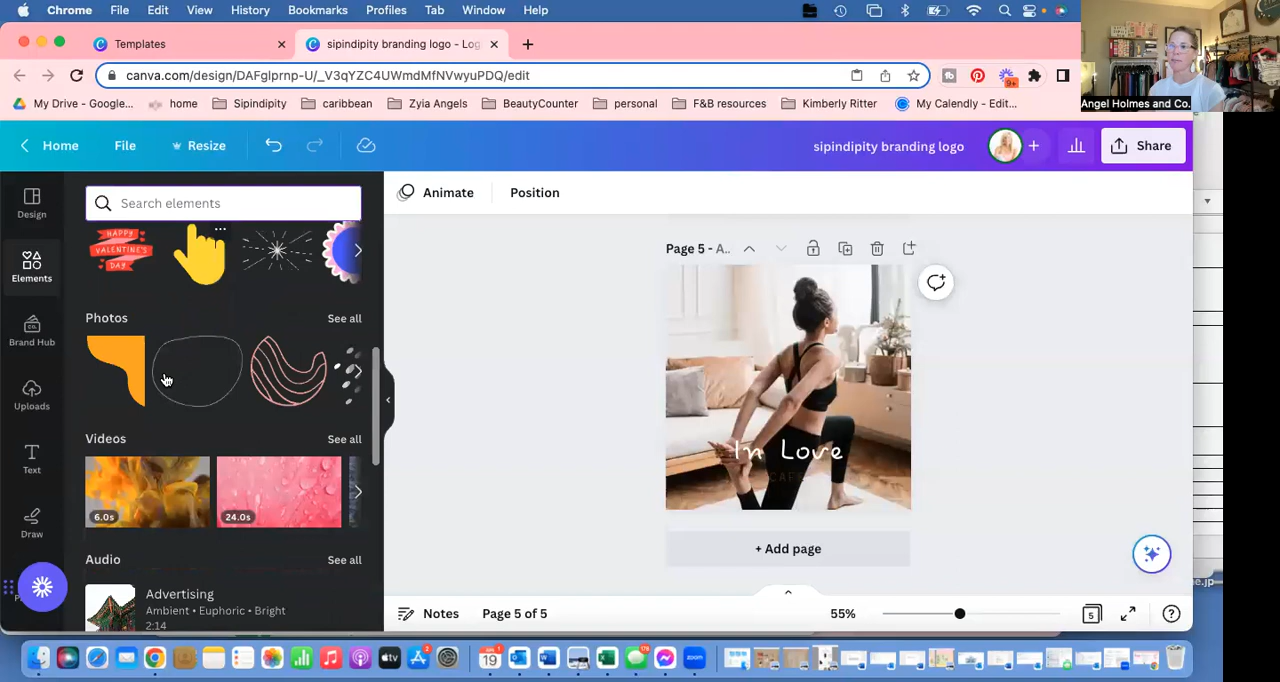 Chrome File Edit View History Bookmarks Profiles Tab Window Help
Templates
sipindipity branding logo - Log
canva.com/design/DAFglprnp-U/_V3qYZC4UWmdMfNVwyuPDQ/edit
9+
My Drive - Google...
home
Sipindipity
caribbean
Zyia Angels
BeautyCounter
personal
F&B resources
Kimberly Ritter
My Calendly - Edit...
Angel Holmes and Co.
Home
File
Resize
sipindipity branding logo
Share
Design
Elements
Brand Hub
Uploads
Text
Draw
Search elements
HAPPY
VALENTINE'S
DAY
Photos
See all
Videos
See all
6.0s
24.0s
Audio
See all
Advertising
Ambient • Euphoric • Bright
2:14
Animate
Position
Page 5 - A..
In Love
+ Add page
Notes
Page 5 of 5
55%
5
JAN
19